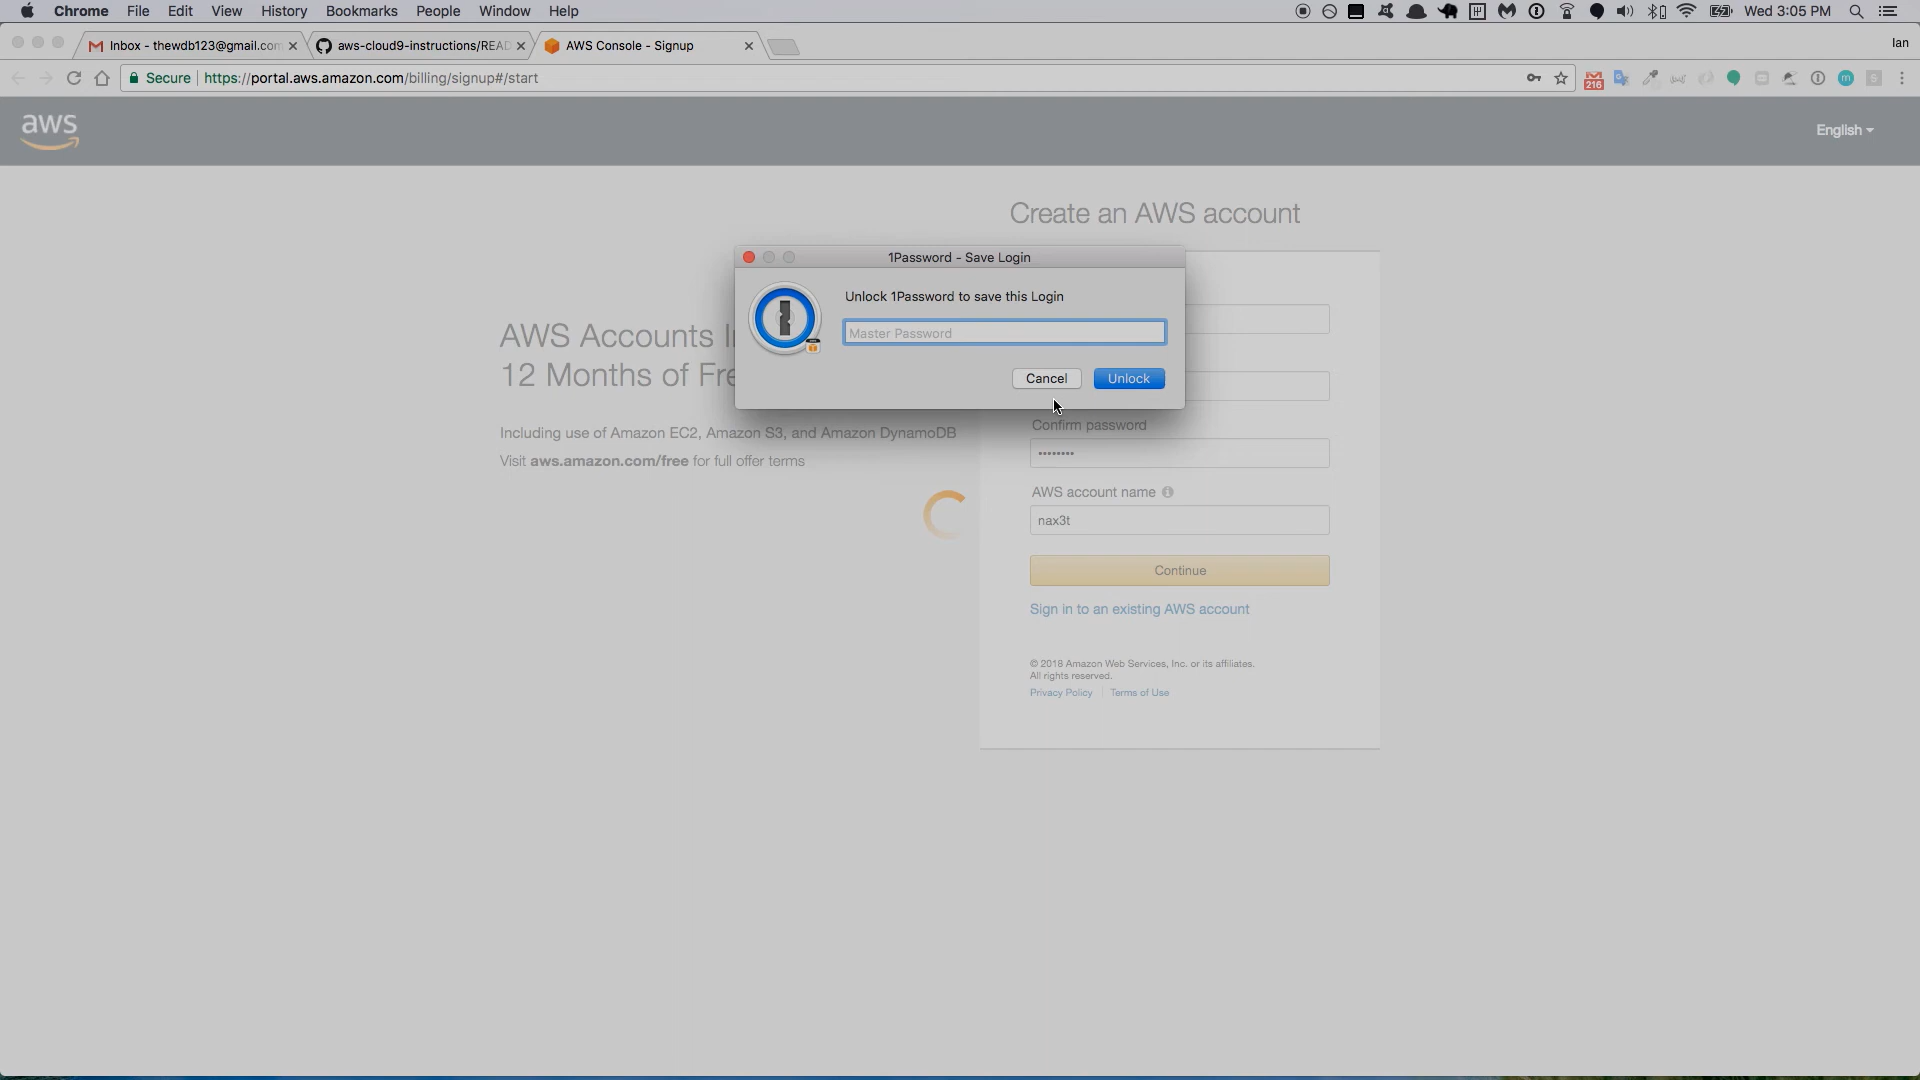 Chrome File Edit View History Bookmarks People Window Help
Wed 3:05 PM
Inbox - thewdb123@gmail.com
aws-cloud9-instructions/READ
AWS Console - Signup
Ian
Secure https://portal.aws.amazon.com/billing/signup#/start
216
aws
English
Create an AWS account
1Password - Save Login
Unlock 1Password to save this Login
Master Password
Cancel Unlock
AWS Accounts
12 Months of
Including use of Amazon EC2, Amazon S3, and Amazon DynamoDB
Visit aws.amazon.com/free for full offer terms
Confirm password
••••••••
AWS account name
nax3t
Continue
Sign in to an existing AWS account
© 2018 Amazon Web Services, Inc. or its affiliates.
All rights reserved.
Privacy Policy Terms of Use